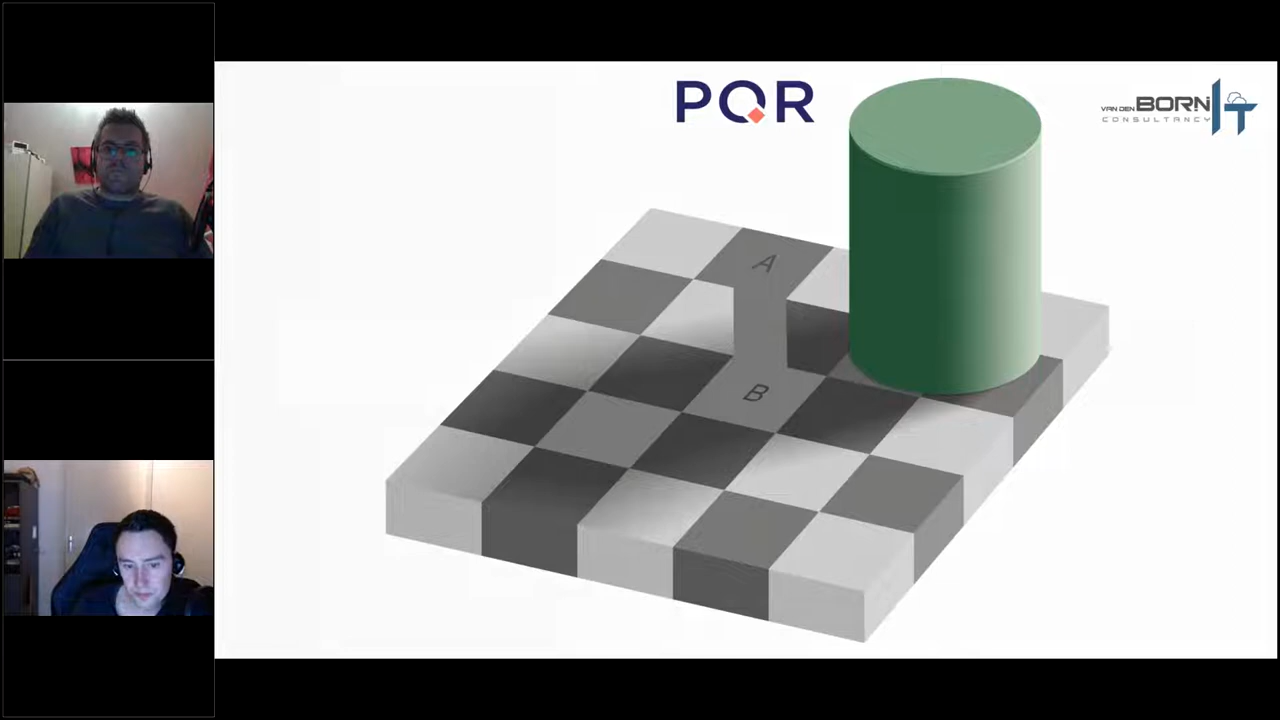 PQR
VAN DEN BORN IT
CONSULTANCY
A
B